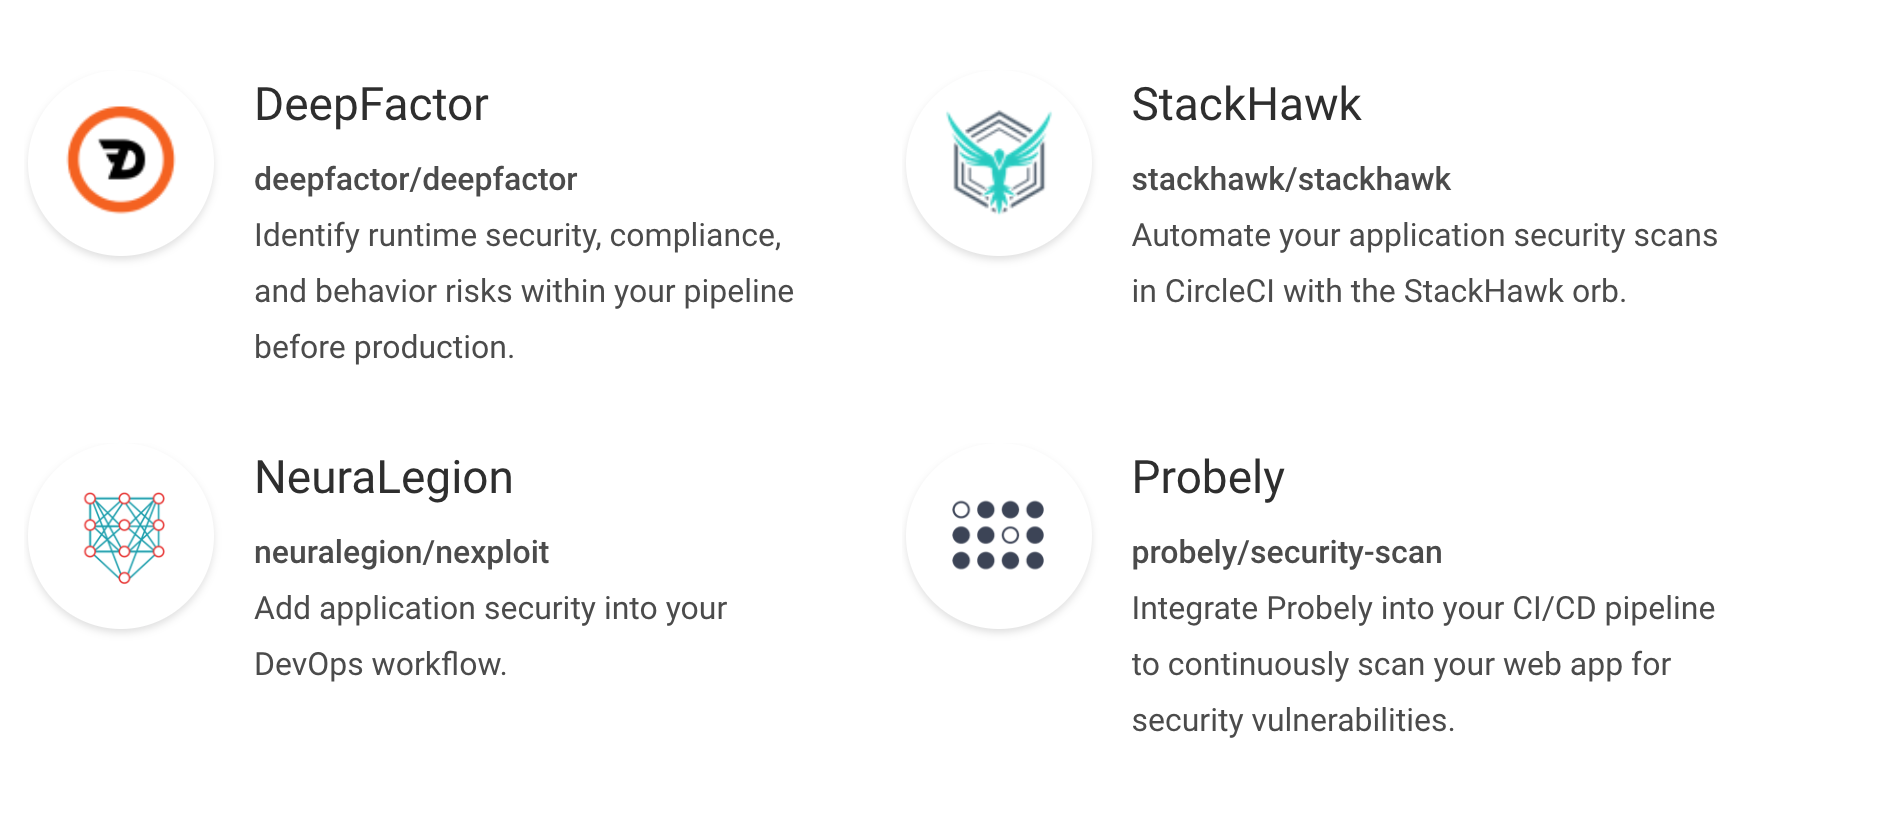 DeepFactor
deepfactor/deepfactor
Identify runtime security, compliance,
and behavior risks within your pipeline
before production.
StackHawk
stackhawk/stackhawk
Automate your application security scans
in CircleCI with the StackHawk orb.
NeuraLegion
neuralegion/nexploit
Add application security into your
DevOps workflow.
Probely
probely/security-scan
Integrate Probely into your CI/CD pipeline
to continuously scan your web app for
security vulnerabilities.